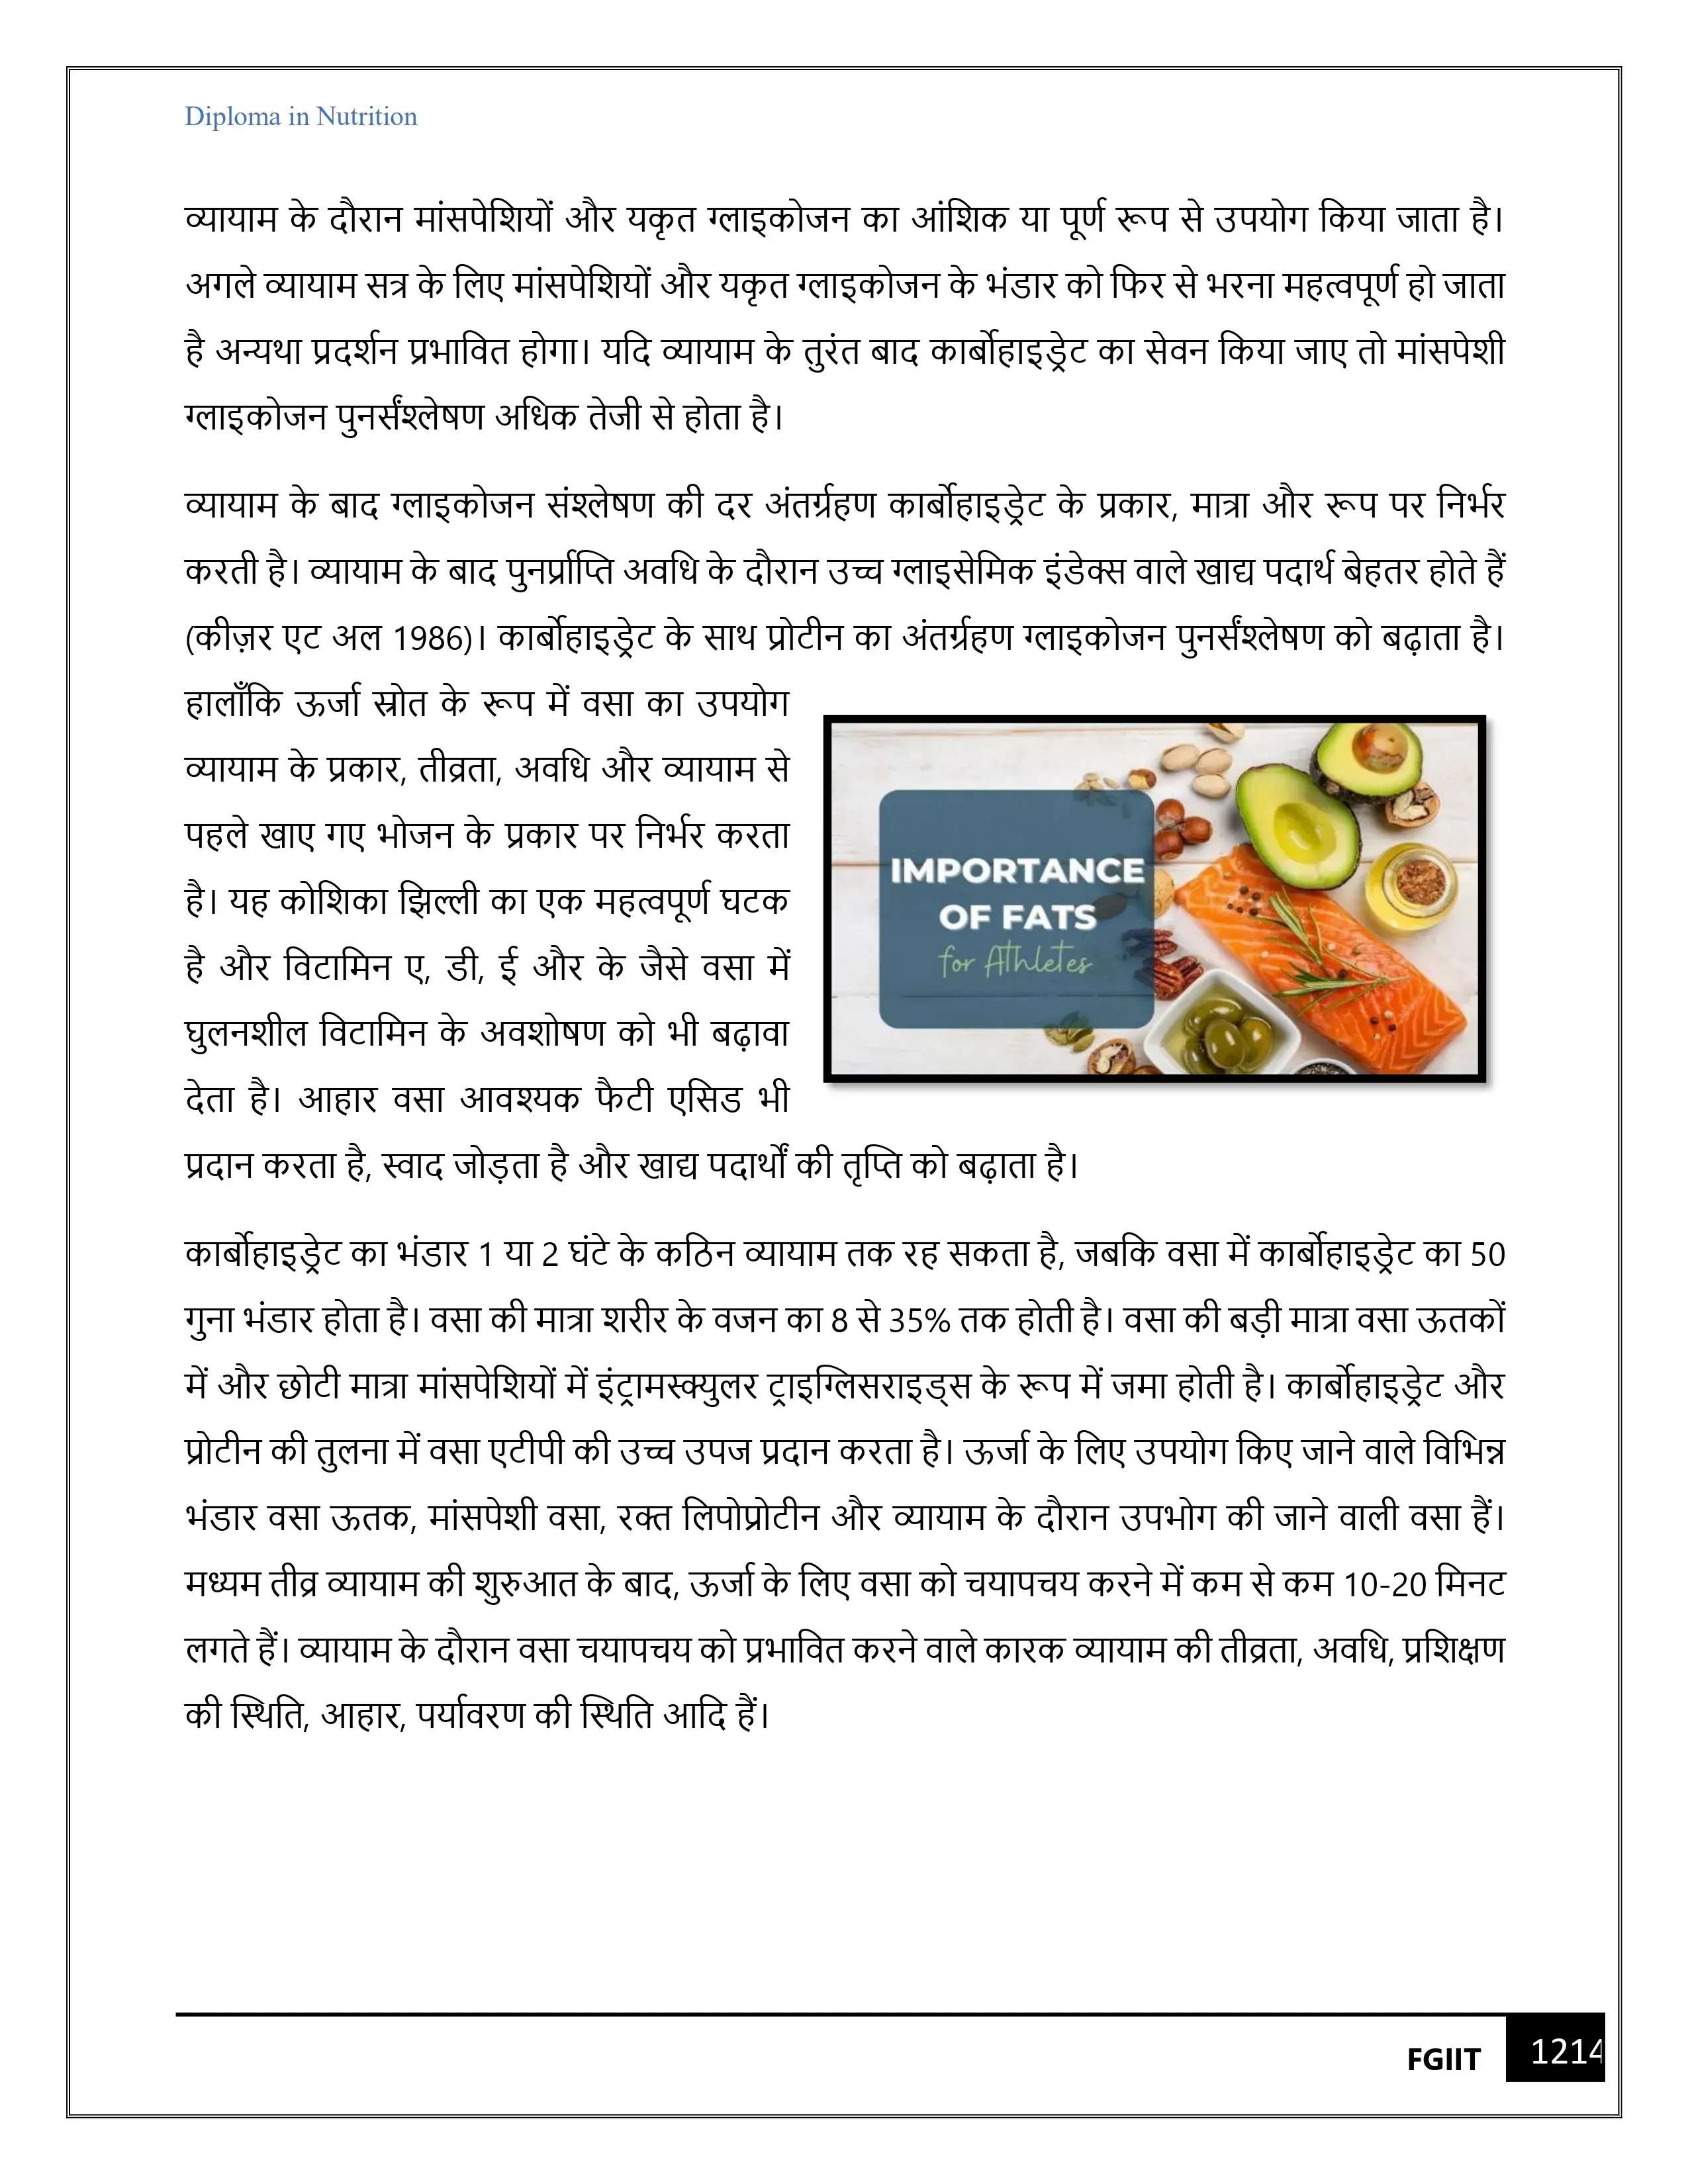 Diploma in Nutrition
व्यायाम के दौरान मांसपेशियों और यकृत ग्लाइकोजन का आंशिक या पूर्ण रूप से उपयोग किया जाता है।
अगले व्यायाम सत्र के लिए मांसपेशियों और यकृत ग्लाइकोजन के भंडार को फिर से भरना महत्वपूर्ण हो जाता
है अन्यथा प्रदर्शन प्रभावित होगा। यदि व्यायाम के तुरंत बाद कार्बोहाइड्रेट का सेवन किया जाए तो मांसपेशी
ग्लाइकोजन पुनर्संश्लेषण अधिक तेजी से होता है।
व्यायाम के बाद ग्लाइकोजन संश्लेषण की दर अंतर्ग्रहण कार्बोहाइड्रेट के प्रकार, मात्रा और रूप पर निर्भर
करती है। व्यायाम के बाद पुनर्प्राप्ति अवधि के दौरान उच्च ग्लाइसेमिक इंडेक्स वाले खाद्य पदार्थ बेहतर होते हैं
(कीज़र एट अल 1986)। कार्बोहाइड्रेट के साथ प्रोटीन का अंतर्ग्रहण ग्लाइकोजन पुनर्संश्लेषण को बढ़ाता है।
हालाँकि ऊर्जा स्रोत के रूप में वसा का उपयोग
व्यायाम के प्रकार, तीव्रता, अवधि और व्यायाम से
पहले खाए गए भोजन के प्रकार पर निर्भर करता
है। यह कोशिका झिल्ली का एक महत्वपूर्ण घटक
है और विटामिन ए, डी, ई और के जैसे वसा में
घुलनशील विटामिन के अवशोषण को भी बढ़ावा
देता है। आहार वसा आवश्यक फैटी एसिड भी
प्रदान करता है, स्वाद जोड़ता है और खाद्य पदार्थों की तृप्ति को बढ़ाता है।
IMPORTANCE
OF FATS
for Athletes
कार्बोहाइड्रेट का भंडार 1 या 2 घंटे के कठिन व्यायाम तक रह सकता है, जबकि वसा में कार्बोहाइड्रेट का 50
गुना भंडार होता है। वसा की मात्रा शरीर के वजन का 8 से 35% तक होती है। वसा की बड़ी मात्रा वसा ऊतकों
में और छोटी मात्रा मांसपेशियों में इंट्रामस्क्युलर ट्राइग्लिसराइड्स के रूप में जमा होती है। कार्बोहाइड्रेट और
प्रोटीन की तुलना में वसा एटीपी की उच्च उपज प्रदान करता है। ऊर्जा के लिए उपयोग किए जाने वाले विभिन्न
भंडार वसा ऊतक, मांसपेशी वसा, रक्त लिपोप्रोटीन और व्यायाम के दौरान उपभोग की जाने वाली वसा हैं।
मध्यम तीव्र व्यायाम की शुरुआत के बाद, ऊर्जा के लिए वसा को चयापचय करने में कम से कम 10-20 मिनट
लगते हैं। व्यायाम के दौरान वसा चयापचय को प्रभावित करने वाले कारक व्यायाम की तीव्रता, अवधि, प्रशिक्षण
की स्थिति, आहार, पर्यावरण की स्थिति आदि हैं।
FGIIT 1214